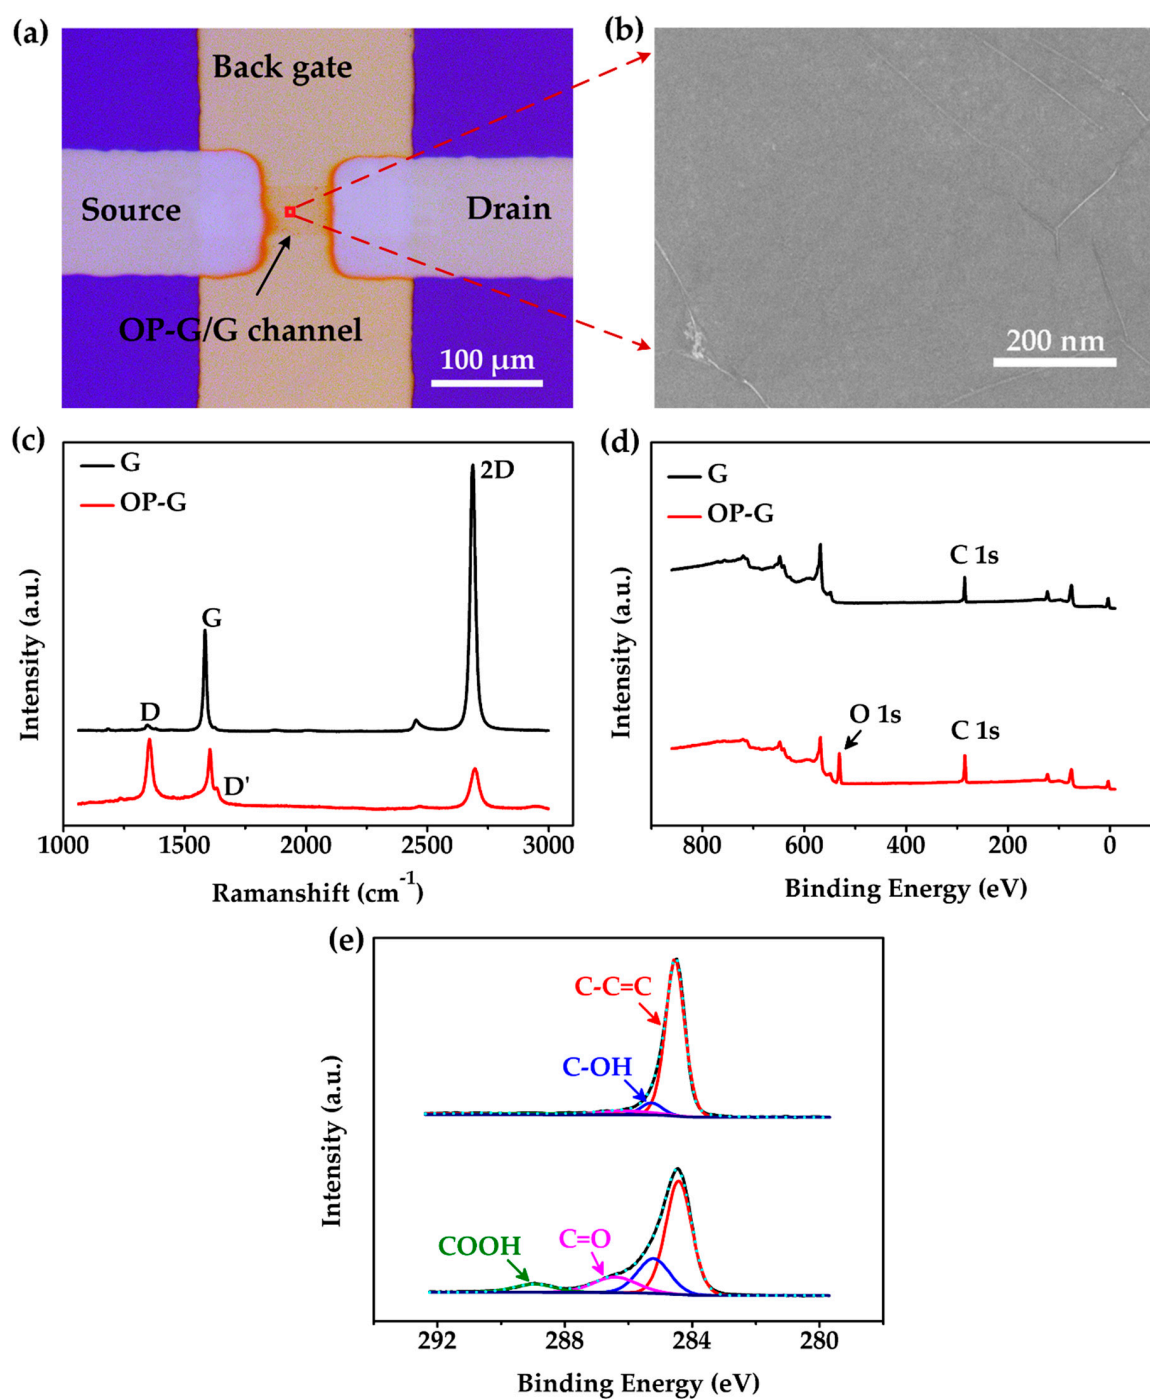 (a)
Back gate
Source
Drain
OP-G/G channel
100 μm
(b)
200 nm
(c)
G
OP-G
2D
G
D
D'
Intensity (a.u.)
1000 1500 2000 2500 3000
Ramanshift (cm⁻¹)
(d)
G
OP-G
C 1s
O 1s
C 1s
Intensity (a.u.)
800 600 400 200 0
Binding Energy (eV)
(e)
C-C=C
C-OH
COOH
C=O
Intensity (a.u.)
Intensity (a.u.)
292 288 284 280
Binding Energy (eV)